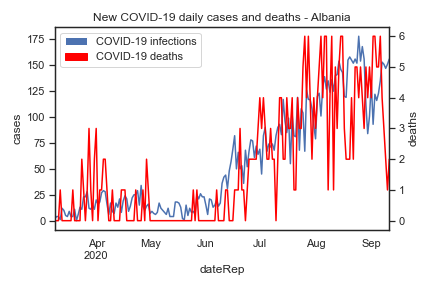 New COVID-19 daily cases and deaths - Albania
COVID-19 infections
COVID-19 deaths
175
150
125
100
75
50
25
0
cases
6
5
4
3
2
1
0
deaths
Apr
2020
May
Jun
Jul
Aug
Sep
dateRep